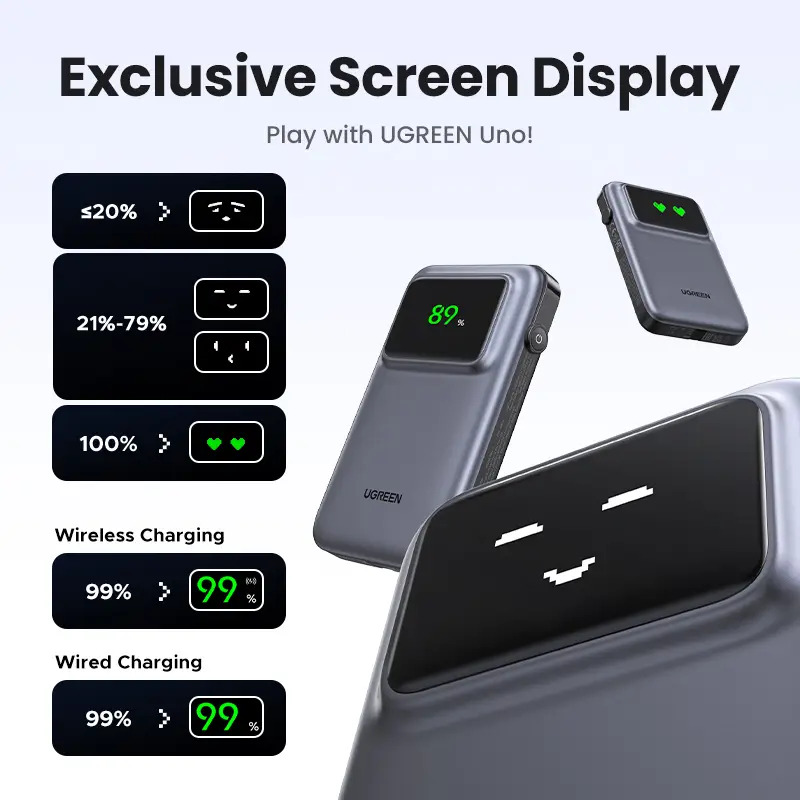 Exclusive Screen Display
Play with UGREEN Uno!
≤20%
21%-79%
100%
Wireless Charging
99%
99 %
Wired Charging
99%
99 %
89 %
UGREEN
UGREEN